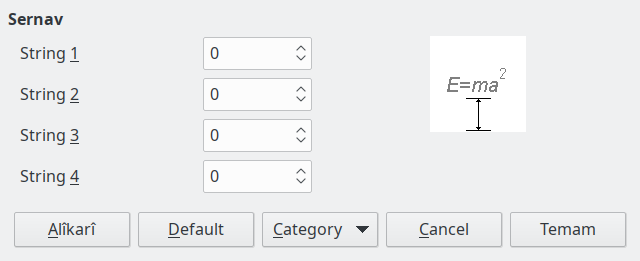 Sernav
String 1 0
String 2 0
E=ma²
String 3 0
String 4 0
Alîkarî Default Category Cancel Temam